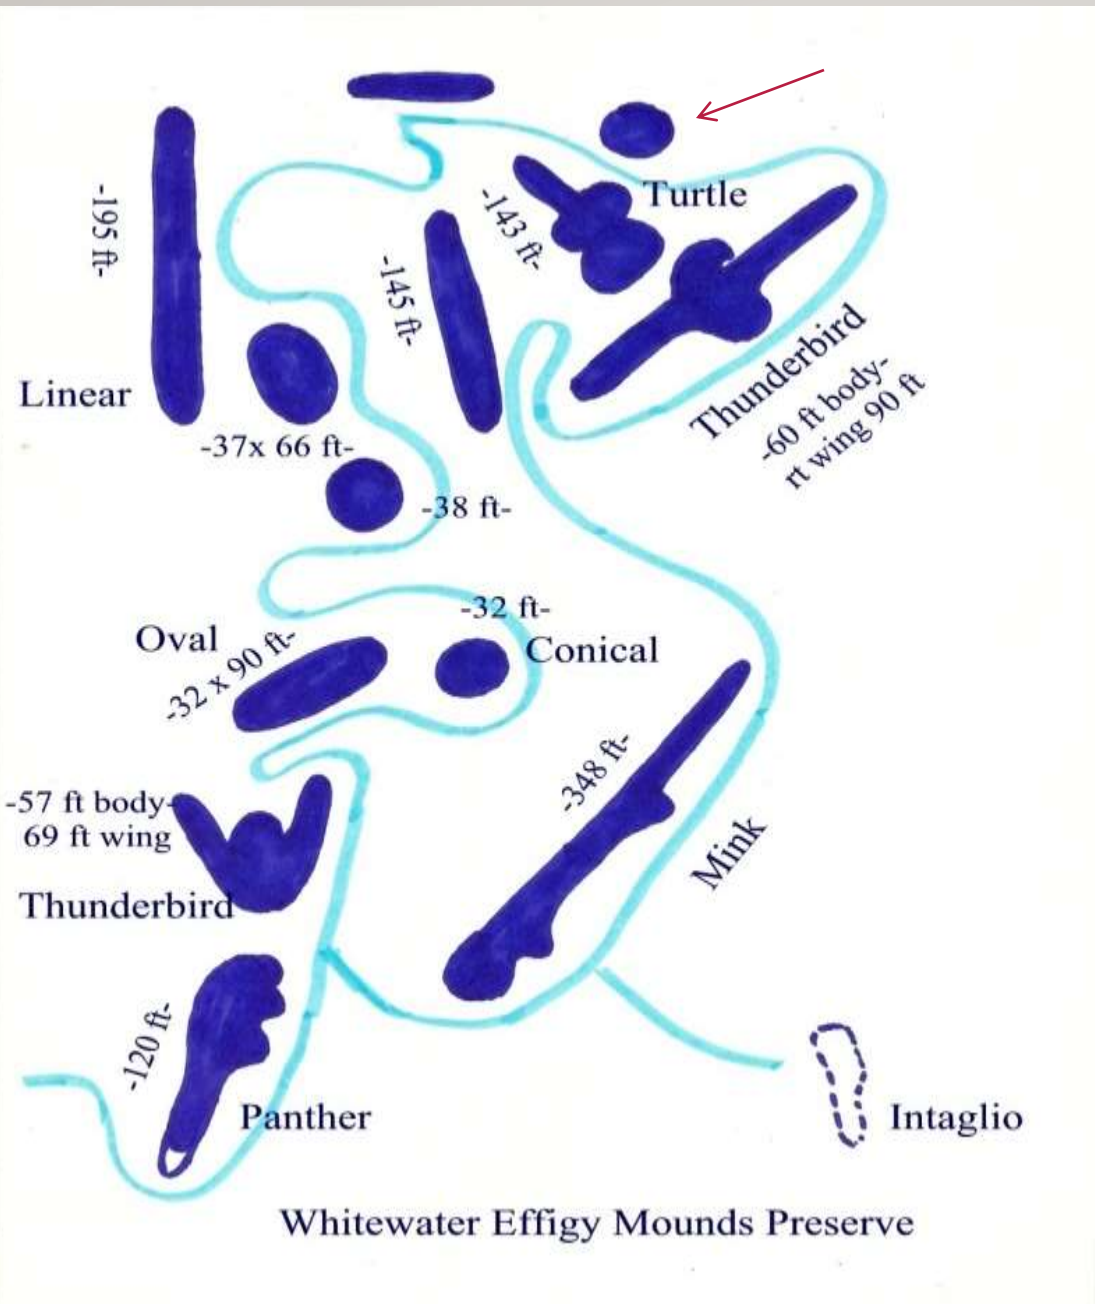 Turtle
-195 ft-
-143 ft-
-145 ft-
Thunderbird
-60 ft body-
rt wing 90 ft
Linear
-37x 66 ft-
-38 ft-
-32 ft-
Oval
-32 x 90 ft-
Conical
-348 ft-
-57 ft body-
69 ft wing
Mink
Thunderbird
-120 ft-
Panther
Intaglio
Whitewater Effigy Mounds Preserve